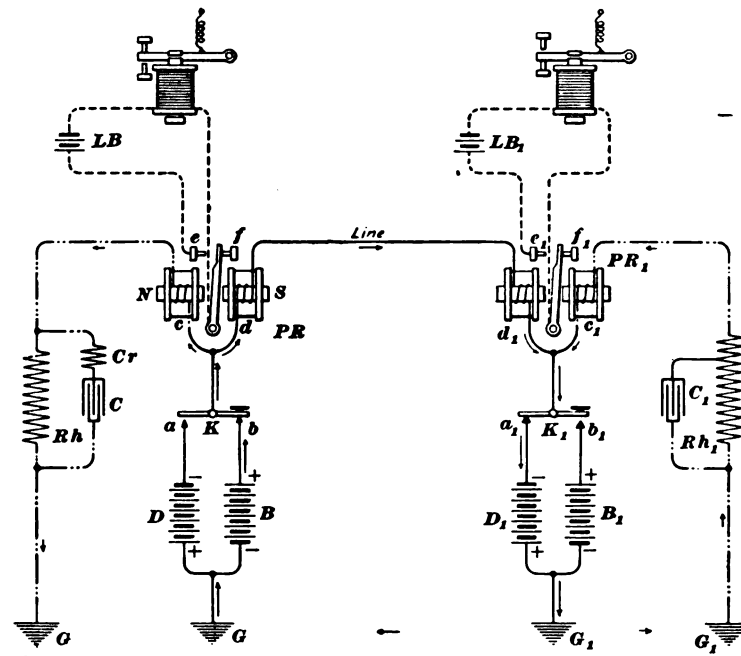 LB
LB1
Line
e
f
e1
f1
PR1
N
S
c
d
PR
d1
c1
Cr
C
Rh
a
K
b
a1
K1
b1
C1
Rh1
−
+
−
+
D
B
D1
B1
+
−
+
−
G
G
G1
G1